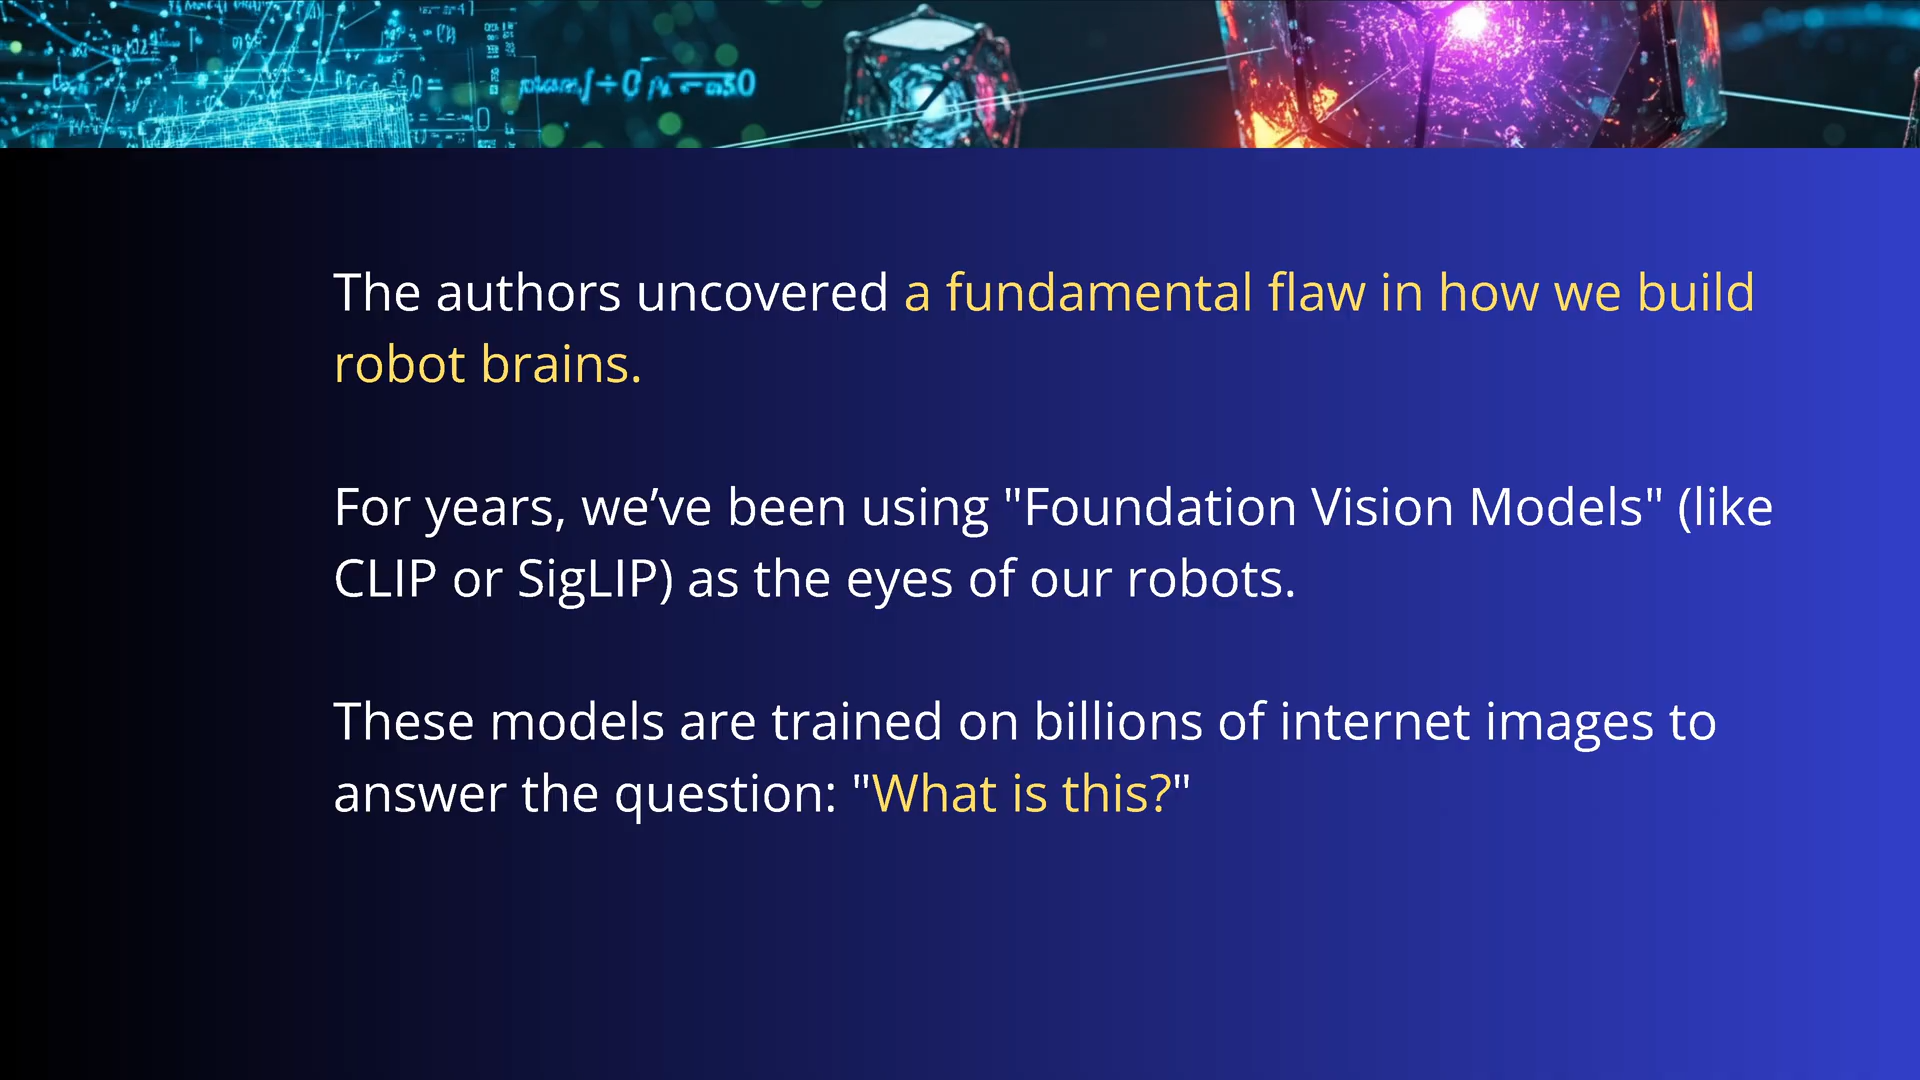 The authors uncovered a fundamental flaw in how we build
robot brains.
For years, we’ve been using "Foundation Vision Models" (like
CLIP or SigLIP) as the eyes of our robots.
These models are trained on billions of internet images to
answer the question: "What is this?"